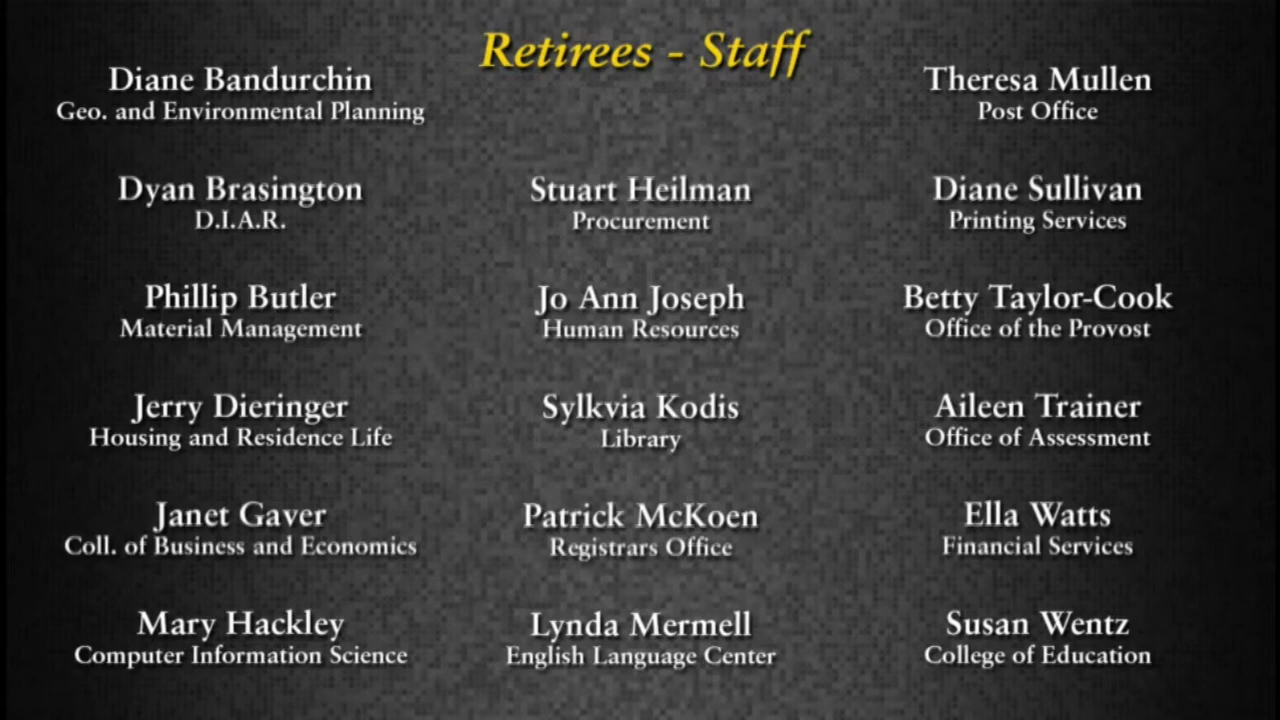 Retirees - Staff
Diane Bandurchin
Geo. and Environmental Planning
Dyan Brasington
D.I.A.R.
Phillip Butler
Material Management
Jerry Dieringer
Housing and Residence Life
Janet Gaver
Coll. of Business and Economics
Mary Hackley
Computer Information Science
Stuart Heilman
Procurement
Jo Ann Joseph
Human Resources
Sylkvia Kodis
Library
Patrick McKoen
Registrars Office
Lynda Mermell
English Language Center
Theresa Mullen
Post Office
Diane Sullivan
Printing Services
Betty Taylor-Cook
Office of the Provost
Aileen Trainer
Office of Assessment
Ella Watts
Financial Services
Susan Wentz
College of Education